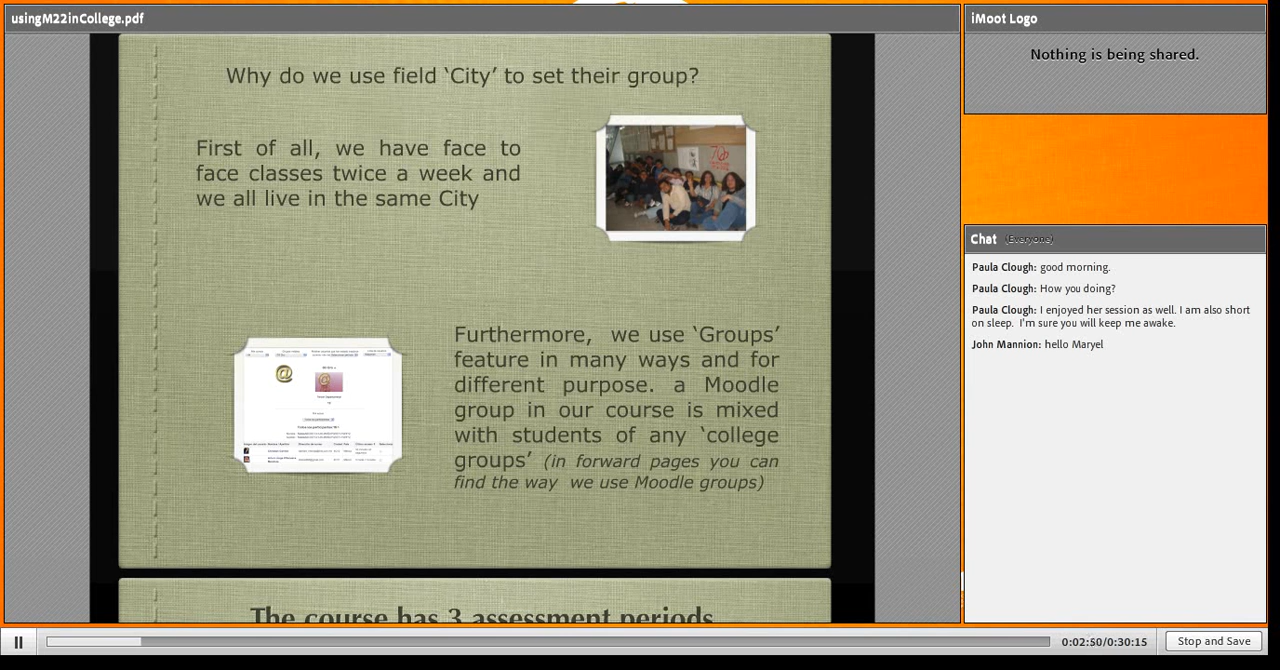 usingM22inCollege.pdf
Why do we use field ‘City’ to set their group?
First of all, we have face to
face classes twice a week and
we all live in the same City
Furthermore, we use ‘Groups’
feature in many ways and for
different purpose. a Moodle
group in our course is mixed
with students of any ‘college
groups’ (in forward pages you can
find the way we use Moodle groups)
The course has 3 assessment periods
iMoot Logo
Nothing is being shared.
Chat (Everyone)
Paula Clough: good morning.
Paula Clough: How you doing?
Paula Clough: I enjoyed her session as well. I am also short
on sleep. I'm sure you will keep me awake.
John Mannion: hello Maryel
0:02:50/0:30:15
Stop and Save